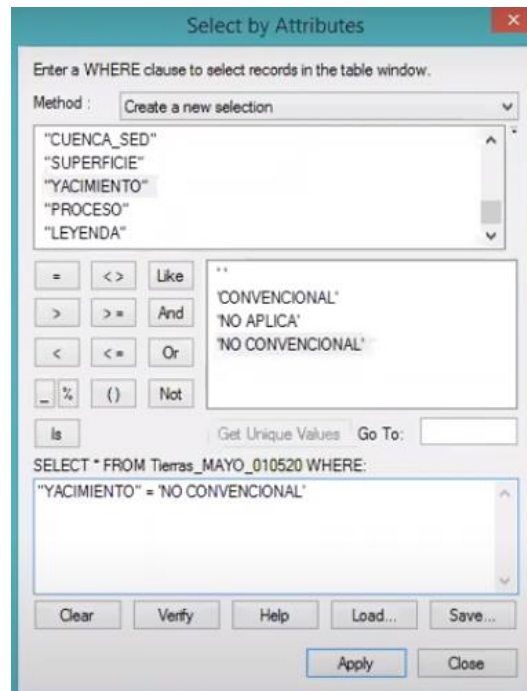 Select by Attributes
Enter a WHERE clause to select records in the table window.
Method : Create a new selection
"CUENCA_SED"
"SUPERFICIE"
"YACIMIENTO"
"PROCESO"
"LEYENDA"
= < > Like
' '
'CONVENCIONAL'
> > = And
'NO APLICA'
'NO CONVENCIONAL'
< < = Or
_ % () Not
Is Get Unique Values Go To:
SELECT * FROM Tierras_MAYO_010520 WHERE:
"YACIMIENTO" = 'NO CONVENCIONAL'
Clear Verify Help Load... Save...
Apply Close